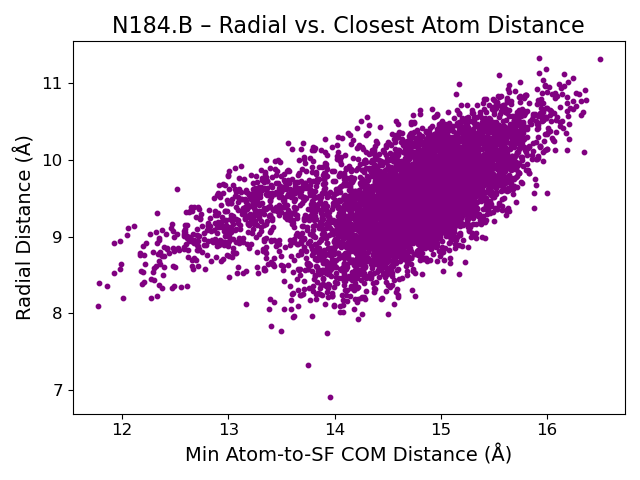 N184.B – Radial vs. Closest Atom Distance
11
10
9
8
7
Radial Distance (Å)
12 13 14 15 16
Min Atom-to-SF COM Distance (Å)